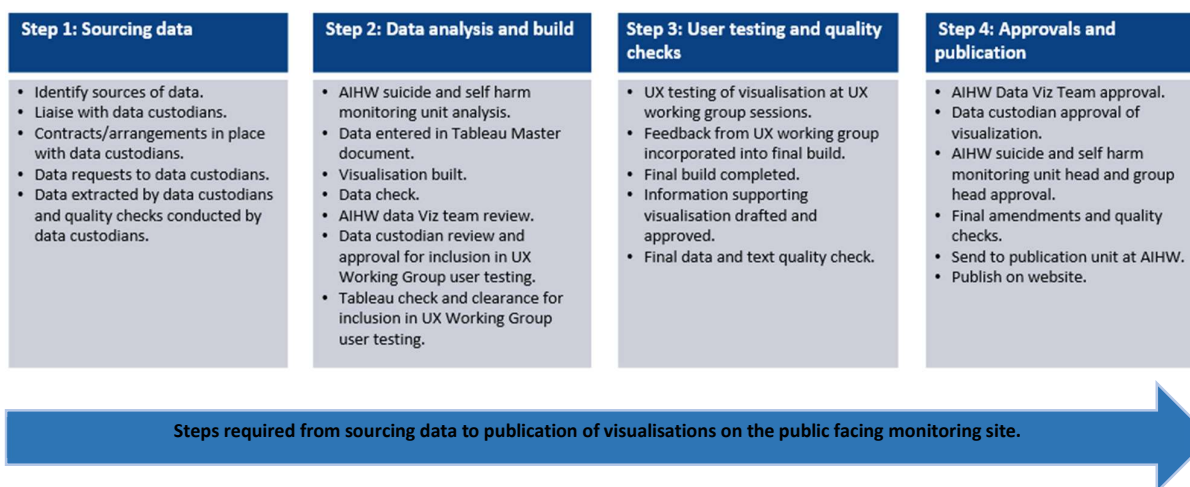 Step 1: Sourcing data
• Identify sources of data.
• Liaise with data custodians.
• Contracts/arrangements in place
with data custodians.
• Data requests to data custodians.
• Data extracted by data custodians
and quality checks conducted by
data custodians.
Step 2: Data analysis and build
• AIHW suicide and self harm
monitoring unit analysis.
• Data entered in Tableau Master
document.
• Visualisation built.
• Data check.
• AIHW data Viz team review.
• Data custodian review and
approval for inclusion in UX
Working Group user testing.
• Tableau check and clearance for
inclusion in UX Working Group
user testing.
Step 3: User testing and quality
checks
• UX testing of visualisation at UX
working group sessions.
• Feedback from UX working group
incorporated into final build.
• Final build completed.
• Information supporting
visualisation drafted and
approved.
• Final data and text quality check.
Step 4: Approvals and
publication
• AIHW Data Viz Team approval.
• Data custodian approval of
visualization.
• AIHW suicide and self harm
monitoring unit head and group
head approval.
• Final amendments and quality
checks.
• Send to publication unit at AIHW.
• Publish on website.
Steps required from sourcing data to publication of visualisations on the public facing monitoring site.